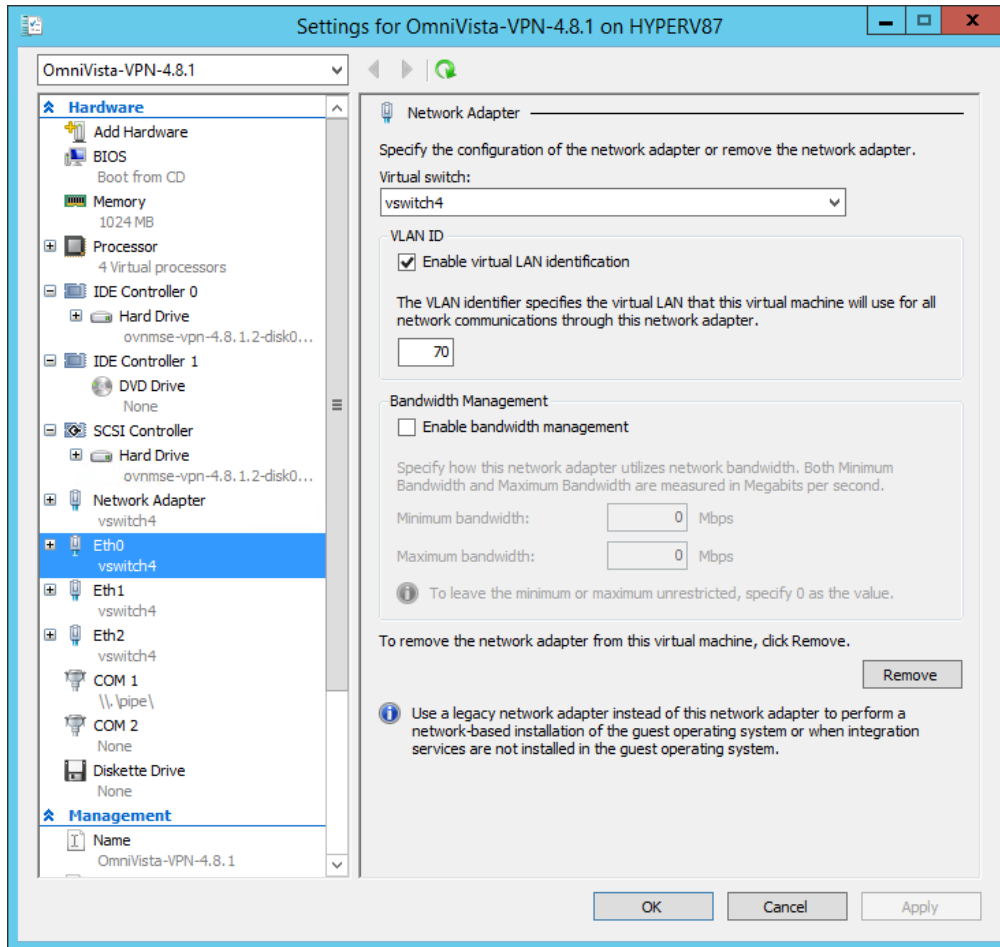 Settings for OmniVista-VPN-4.8.1 on HYPERV87
OmniVista-VPN-4.8.1
Hardware
Add Hardware
BIOS
Boot from CD
Memory
1024 MB
Processor
4 Virtual processors
IDE Controller 0
Hard Drive
ovnmse-vpn-4.8.1.2-disk0...
IDE Controller 1
DVD Drive
None
SCSI Controller
Hard Drive
ovnmse-vpn-4.8.1.2-disk0...
Network Adapter
vswitch4
Eth0
vswitch4
Eth1
vswitch4
Eth2
vswitch4
COM 1
\\.\pipe\
COM 2
None
Diskette Drive
None
Management
Name
OmniVista-VPN-4.8.1
Network Adapter
Specify the configuration of the network adapter or remove the network adapter.
Virtual switch:
vswitch4
VLAN ID
Enable virtual LAN identification
The VLAN identifier specifies the virtual LAN that this virtual machine will use for all
network communications through this network adapter.
70
Bandwidth Management
Enable bandwidth management
Specify how this network adapter utilizes network bandwidth. Both Minimum
Bandwidth and Maximum Bandwidth are measured in Megabits per second.
Minimum bandwidth: 0 Mbps
Maximum bandwidth: 0 Mbps
To leave the minimum or maximum unrestricted, specify 0 as the value.
To remove the network adapter from this virtual machine, click Remove.
Remove
Use a legacy network adapter instead of this network adapter to perform a
network-based installation of the guest operating system or when integration
services are not installed in the guest operating system.
OK Cancel Apply